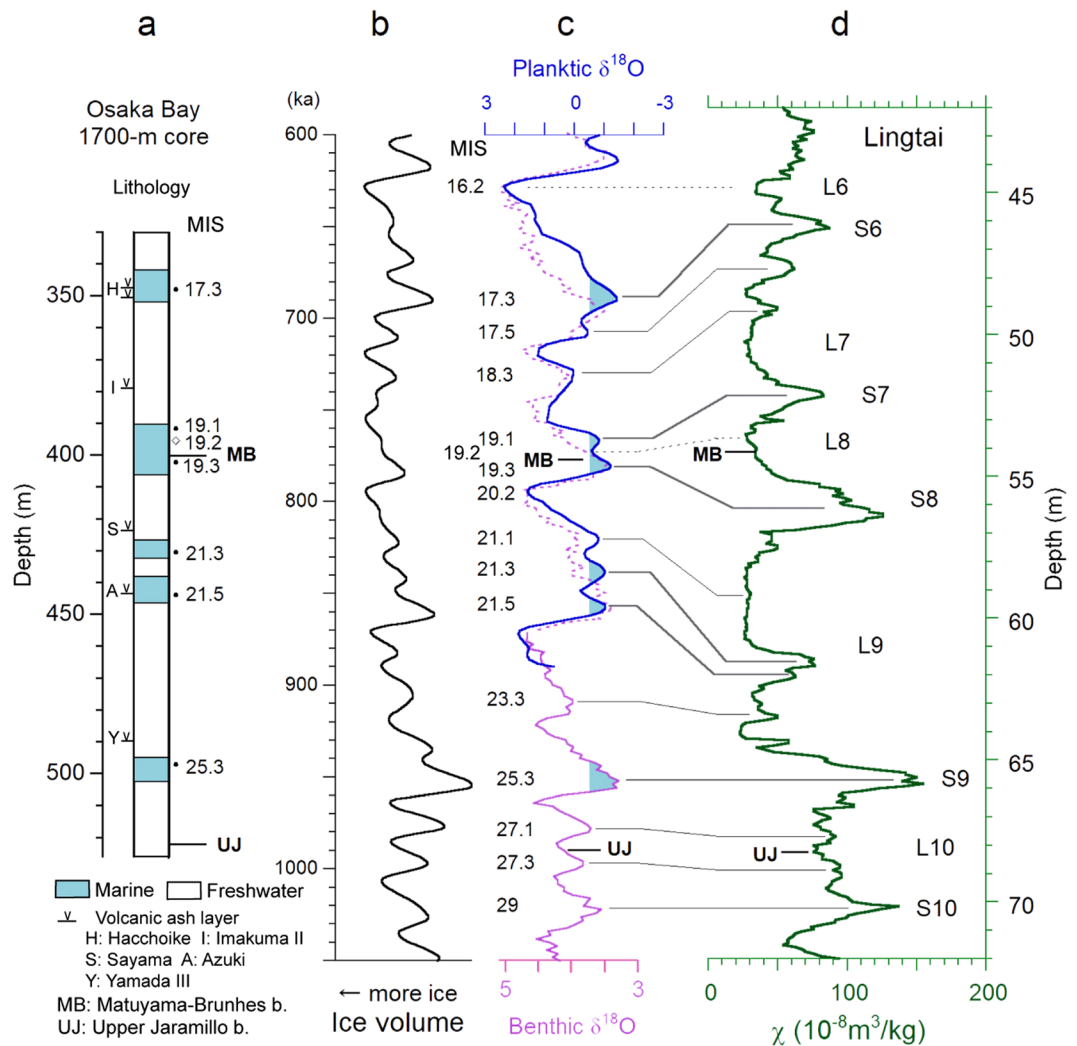 a
b
c
d
Osaka Bay
1700-m core
Lithology
MIS
350
400
450
500
Depth (m)
H
I
S
A
Y
17.3
19.1
19.2
MB
19.3
21.3
21.5
25.3
UJ
Marine
Freshwater
Volcanic ash layer
H: Hacchoike I: Imakuma II
S: Sayama A: Azuki
Y: Yamada III
MB: Matuyama-Brunhes b.
UJ: Upper Jaramillo b.
(ka)
600
700
800
900
1000
← more ice
Ice volume
Planktic δ18O
3 0 -3
MIS
16.2
17.3
17.5
18.3
19.1
19.2
MB
19.3
20.2
21.1
21.3
21.5
23.3
25.3
27.1
UJ
27.3
29
5 3
Benthic δ18O
Lingtai
L6
S6
L7
S7
L8
MB
S8
L9
S9
L10
UJ
S10
45
50
55
60
65
70
Depth (m)
0 100 200
χ (10-8m3/kg)